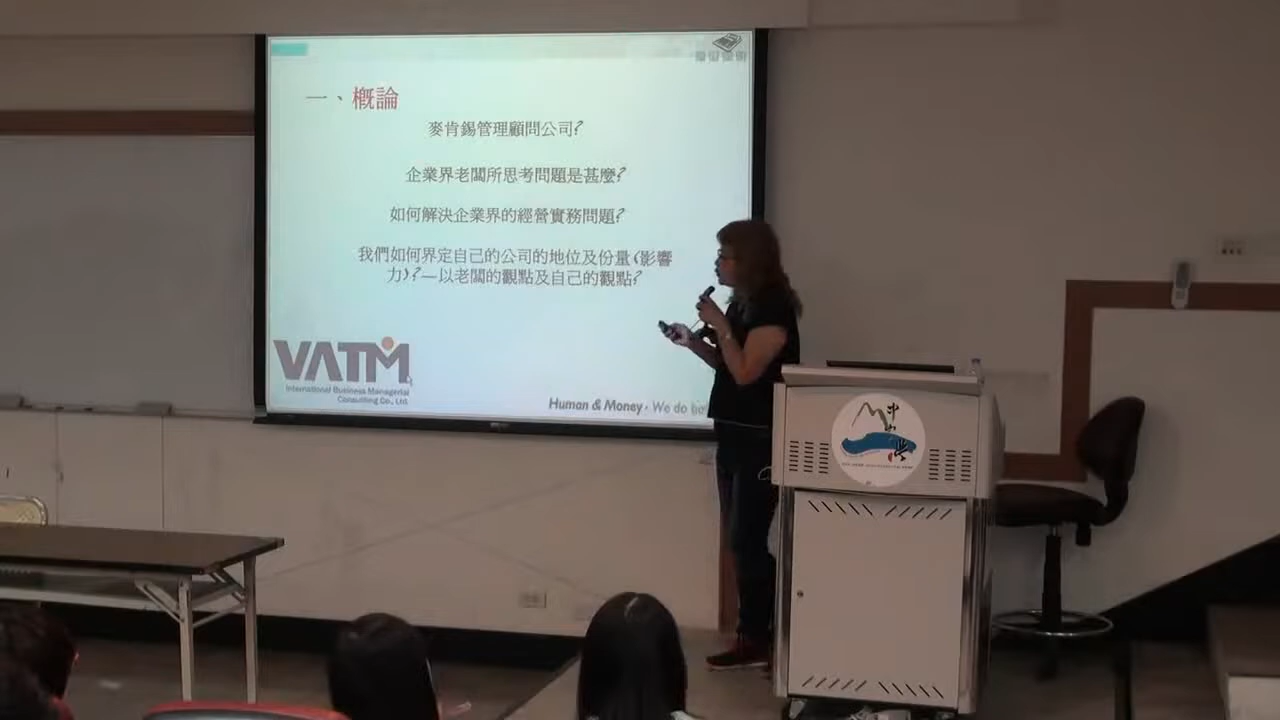 一、概論
麥肯錫管理顧問公司?
企業界老闆所思考問題是甚麼?
如何解決企業界的經營實務問題?
我們如何界定自己的公司的地位及份量(影響
力)?—以老闆的觀點及自己的觀點?
VATM
International Business Managerial
Consulting Co., Ltd.
Human & Money · We do bo